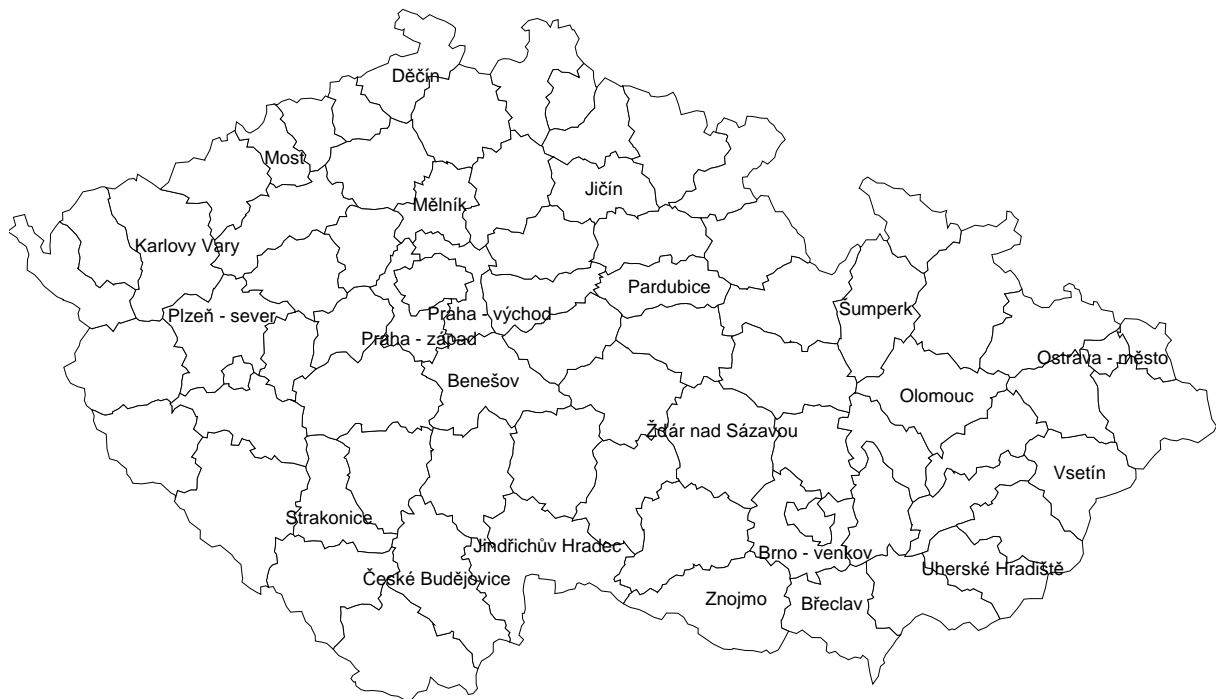 Děčín
Most
Jičín
Mělník
Karlovy Vary
Pardubice
Šumperk
Plzeň - sever
Praha - východ
Praha - západ
Ostrava - město
Benešov
Olomouc
Žďár nad Sázavou
Vsetín
Strakonice
Jindřichův Hradec
Brno - venkov
Uherské Hradiště
České Budějovice
Znojmo
Břeclav